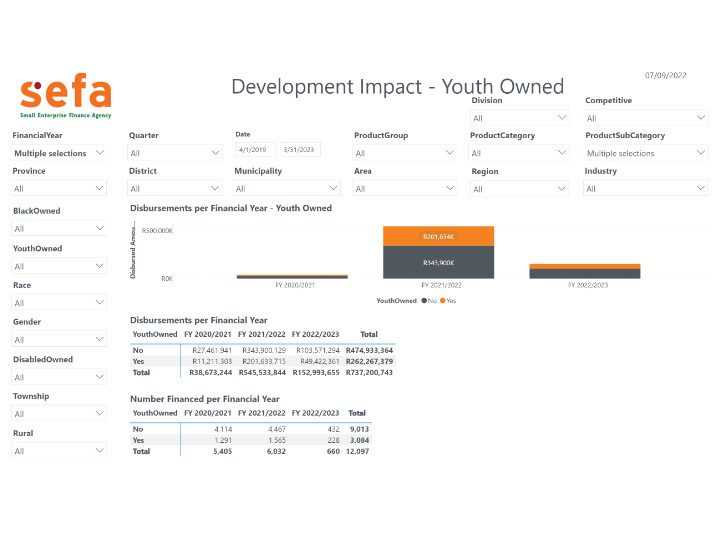 07/09/2022
sefa
Small Enterprise Finance Agency
Development Impact - Youth Owned
Division
Competitive
All
All
FinancialYear
Quarter
Date
ProductGroup
ProductCategory
ProductSubCategory
Multiple selections
All
4/1/2019
3/31/2023
All
All
Multiple selections
Province
District
Municipality
Area
Region
Industry
All
All
All
All
All
All
BlackOwned
All
YouthOwned
All
Race
All
Gender
All
DisabledOwned
All
Township
All
Rural
All
Disbursements per Financial Year - Youth Owned
Disbursed Amou...
R500,000K
R0K
R201,634K
R343,900K
FY 2020/2021
FY 2021/2022
FY 2022/2023
YouthOwned No Yes
Disbursements per Financial Year
YouthOwned FY 2020/2021 FY 2021/2022 FY 2022/2023 Total
No R27,461,941 R343,900,129 R103,571,294 R474,933,364
Yes R11,211,303 R201,633,715 R49,422,361 R262,267,379
Total R38,673,244 R545,533,844 R152,993,655 R737,200,743
Number Financed per Financial Year
YouthOwned FY 2020/2021 FY 2021/2022 FY 2022/2023 Total
No 4,114 4,467 432 9,013
Yes 1,291 1,565 228 3,084
Total 5,405 6,032 660 12,097